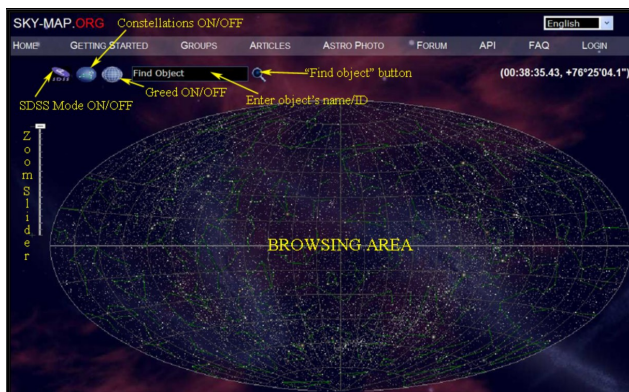 SKY-MAP.ORG
Constellations ON/OFF
English
HOME
GETTING STARTED
GROUPS
ARTICLES
ASTRO PHOTO
FORUM
API
FAQ
LOGIN
SDSS
Find Object
"Find object" button
(00:38:35.43, +76°25'04.1")
SDSS Mode ON/OFF
Greed ON/OFF
Enter object's name/ID
Zoom Slider
BROWSING AREA